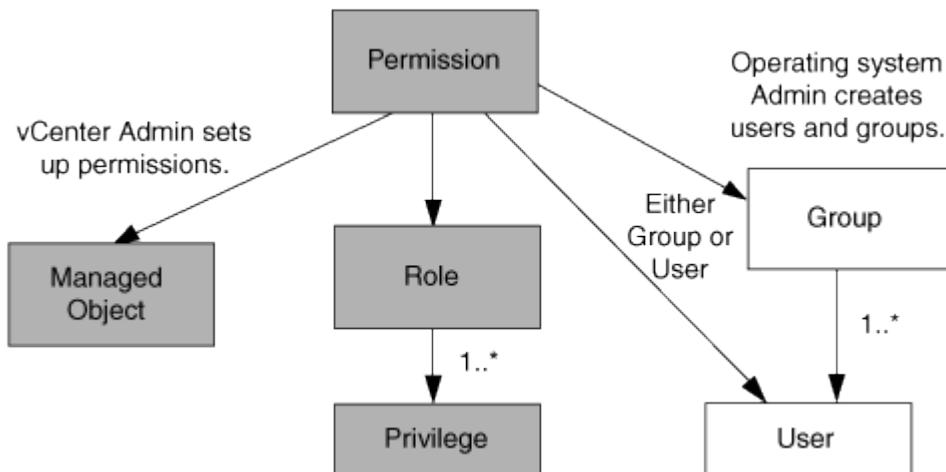 Permission
Operating system
Admin creates
users and groups.
vCenter Admin sets
up permissions.
Group
Either
Group or
User
Managed
Object
Role
1..*
1..*
Privilege
User